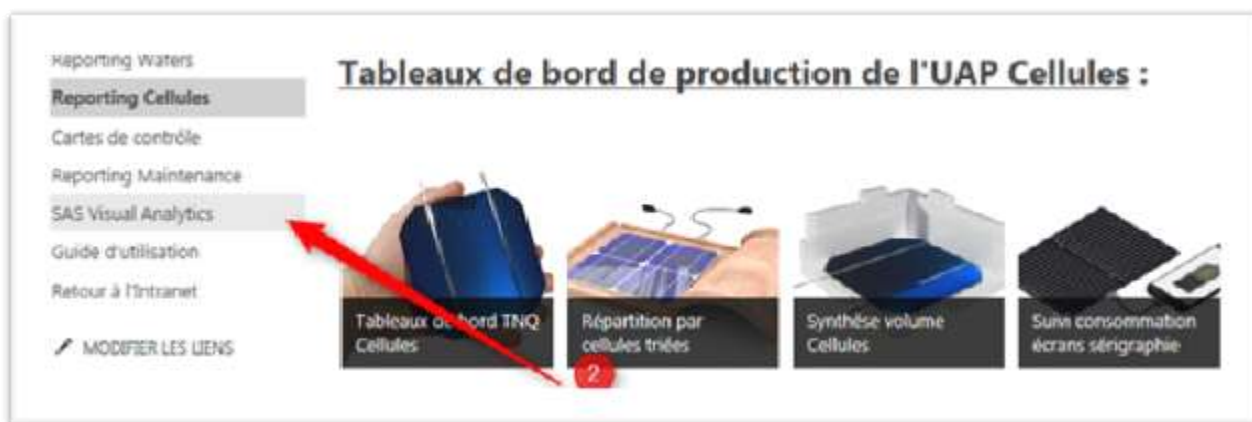 Reporting Wafers
Reporting Cellules
Cartes de contrôle
Reporting Maintenance
SAS Visual Analytics
Guide d'utilisation
Retour à l'Intranet
MODIFIER LES LIENS
Tableaux de bord de production de l'UAP Cellules :
Tableaux de bord TNQ
Cellules
Répartition par
cellules triées
Synthèse volume
Cellules
Suivi consommation
écrans sérigraphie
2